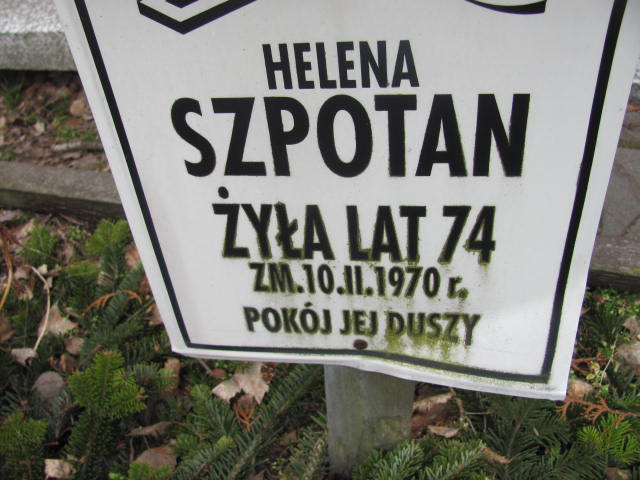 HELENA
SZPOTAN
ŻYŁA LAT 74
ZM.10.II.1970 r.
POKÓJ JEJ DUSZY